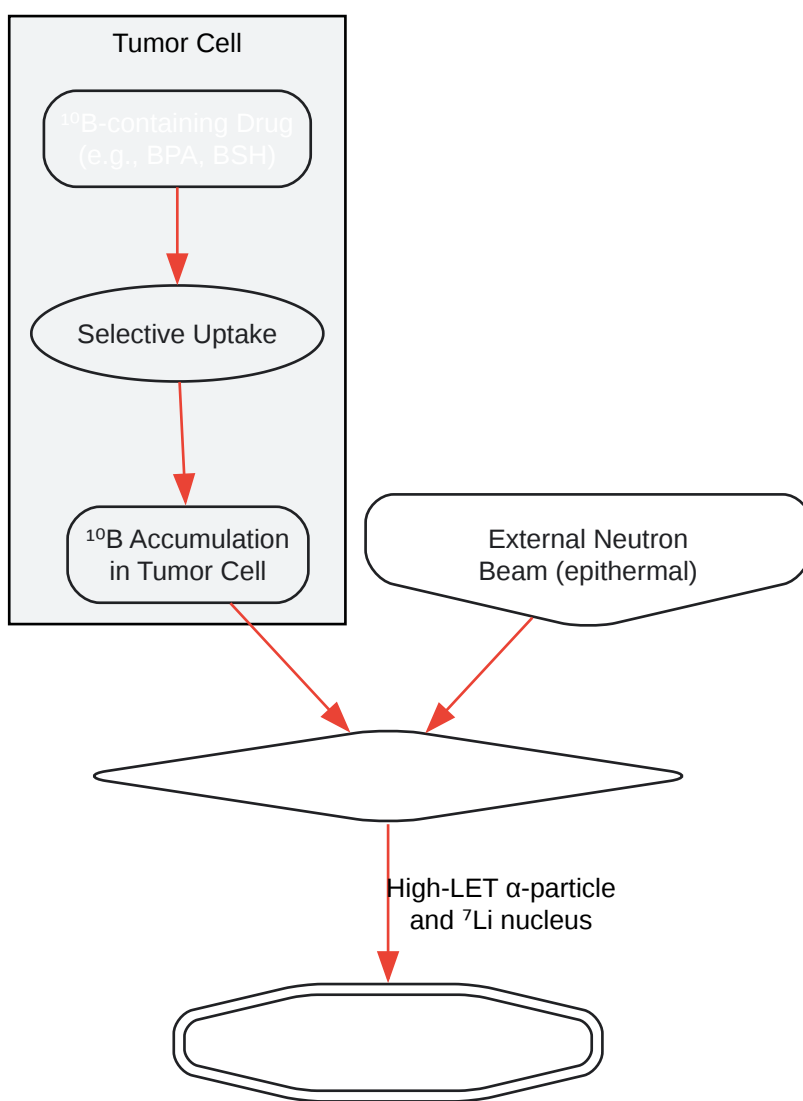 Tumor Cell
¹⁰B-containing Drug
(e.g., BPA, BSH)
Selective Uptake
¹⁰B Accumulation
in Tumor Cell
External Neutron
Beam (epithermal)
High-LET α-particle
and ⁷Li nucleus